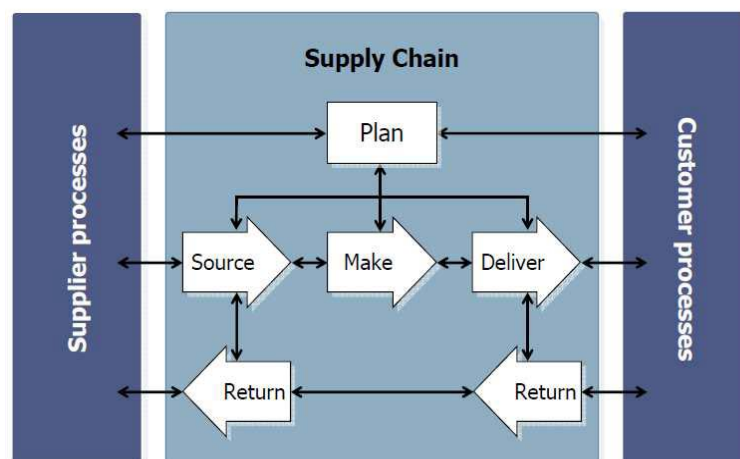 Supply Chain
Supplier processes
Plan
Customer processes
Source
Make
Deliver
Return
Return